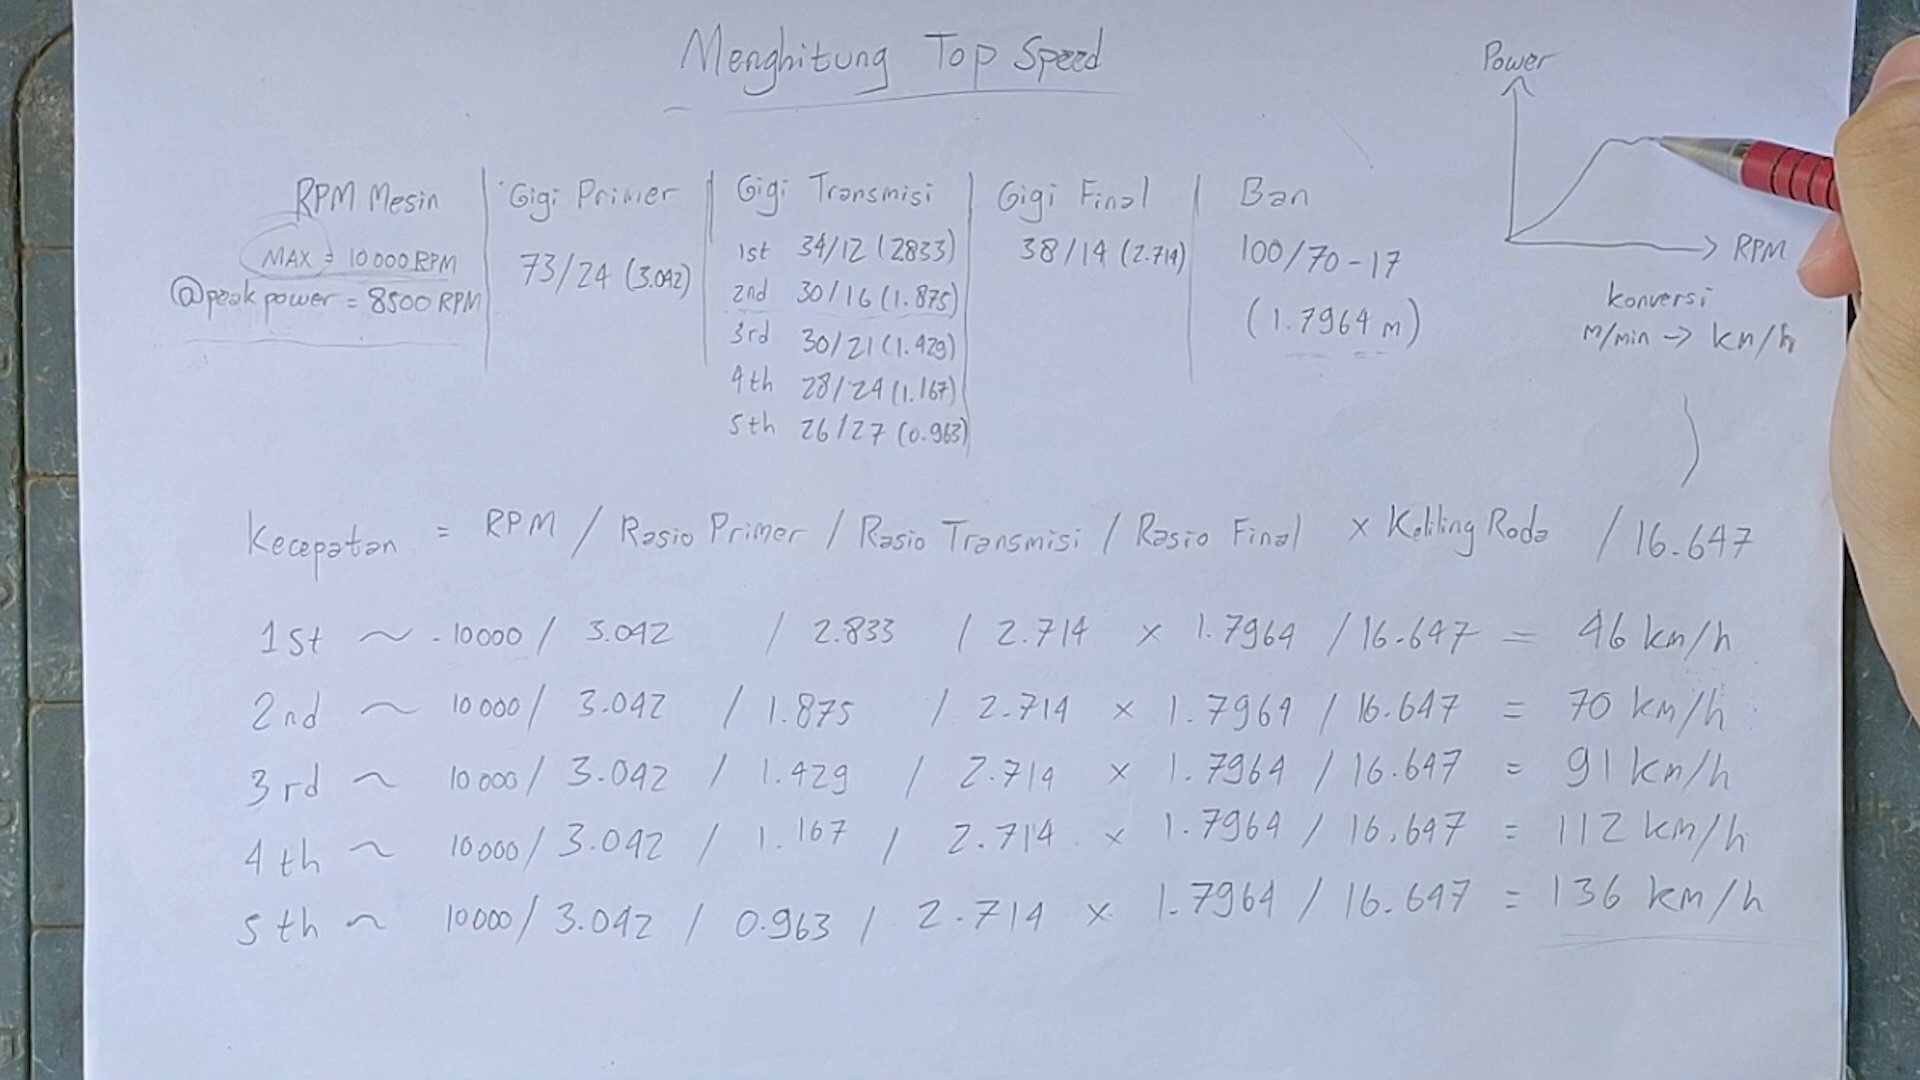 Menghitung Top Speed
Power
RPM
konversi
m/min -> km/h
RPM Mesin
MAX = 10 000 RPM
@peak power = 8500 RPM
Gigi Primer
73/24 (3.042)
Gigi Transmisi
1st 34/12 (2833)
2nd 30/16 (1.875)
3rd 30/21 (1.429)
4th 28/24 (1.167)
5th 26/27 (0.963)
Gigi Final
38/14 (2.714)
Ban
100/70-17
(1.7964 m)
Kecepatan = RPM / Rasio Primer / Rasio Transmisi / Rasio Final x Keliling Roda / 16.647
1st ~ 10000 / 3.042 / 2.833 / 2.714 x 1.7964 / 16.647 = 46 km/h
2nd ~ 10000 / 3.042 / 1.875 / 2.714 x 1.7964 / 16.647 = 70 km/h
3rd ~ 10000 / 3.042 / 1.429 / 2.714 x 1.7964 / 16.647 = 91 km/h
4th ~ 10000 / 3.042 / 1.167 / 2.714 x 1.7964 / 16.647 = 112 km/h
5th ~ 10000 / 3.042 / 0.963 / 2.714 x 1.7964 / 16.647 = 136 km/h